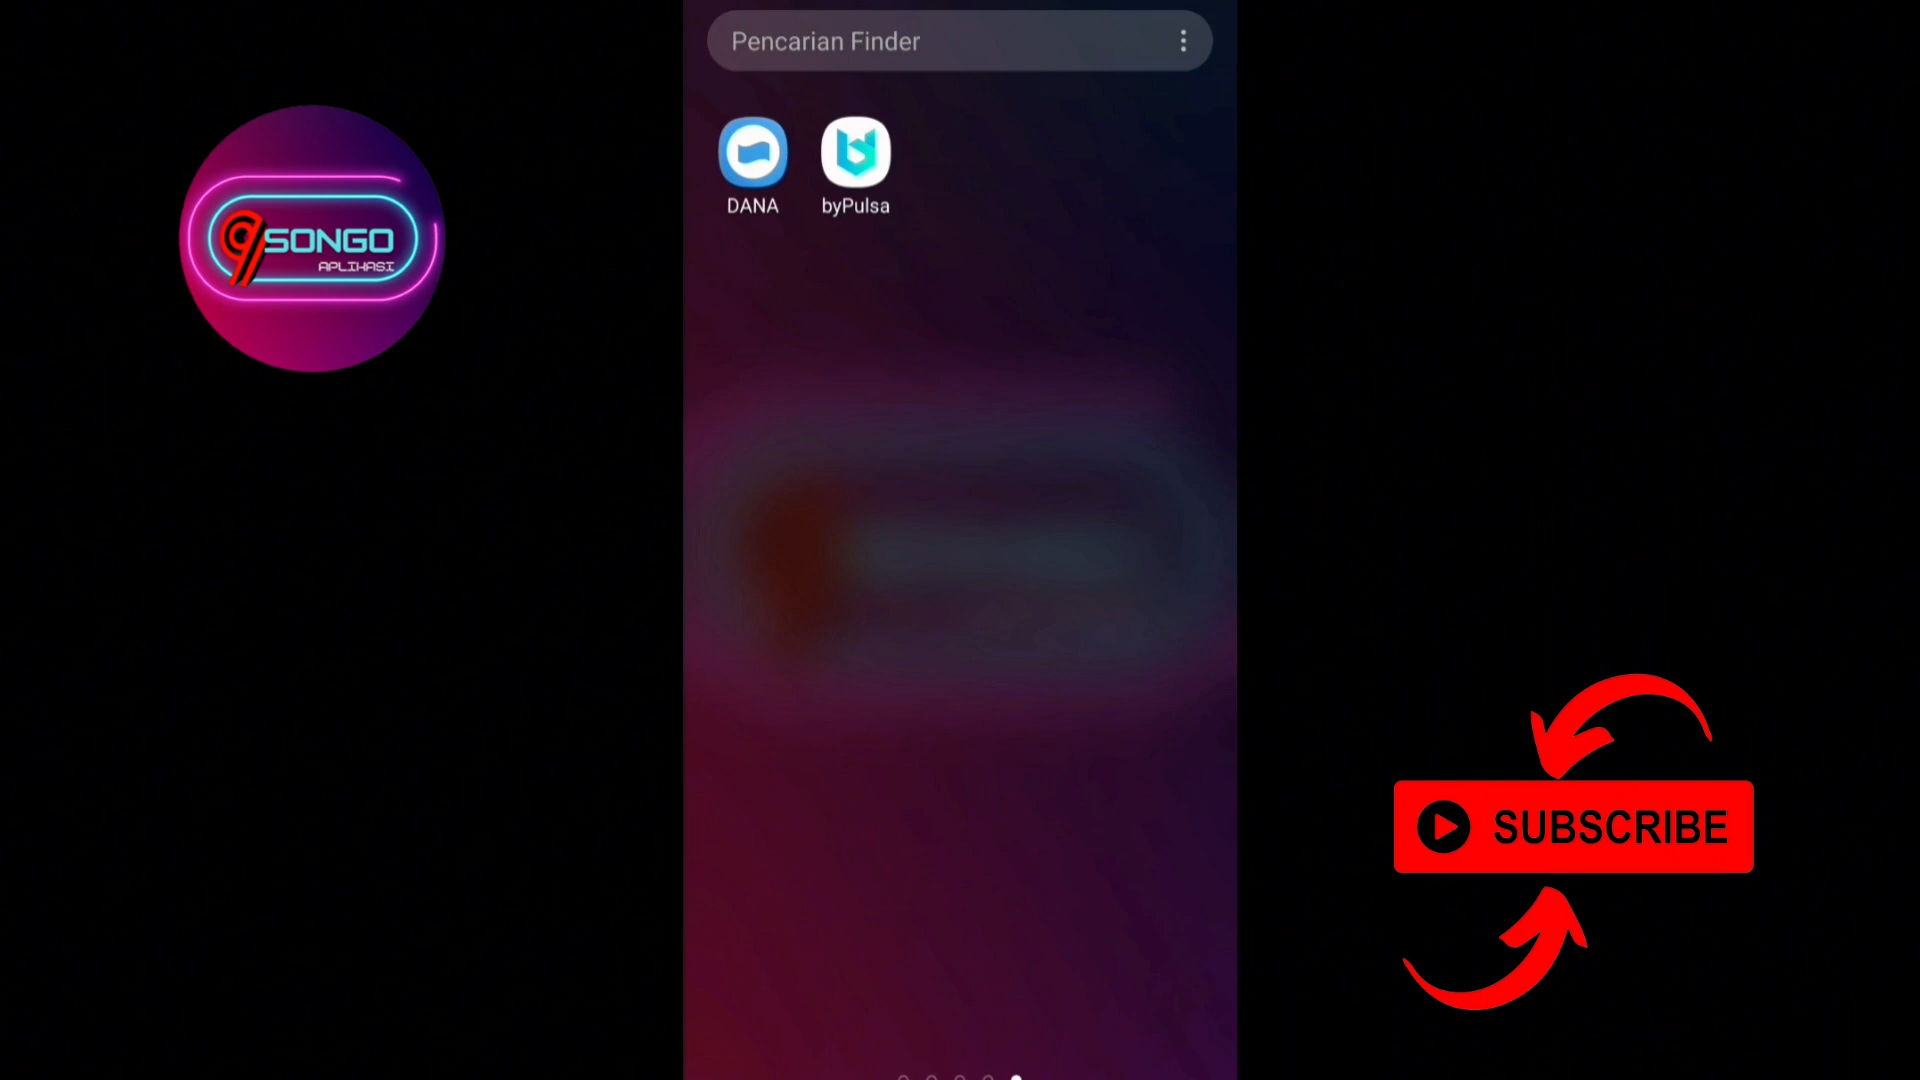 Pencarian Finder
DANA
byPulsa
9SONGO
APLIKASI
SUBSCRIBE